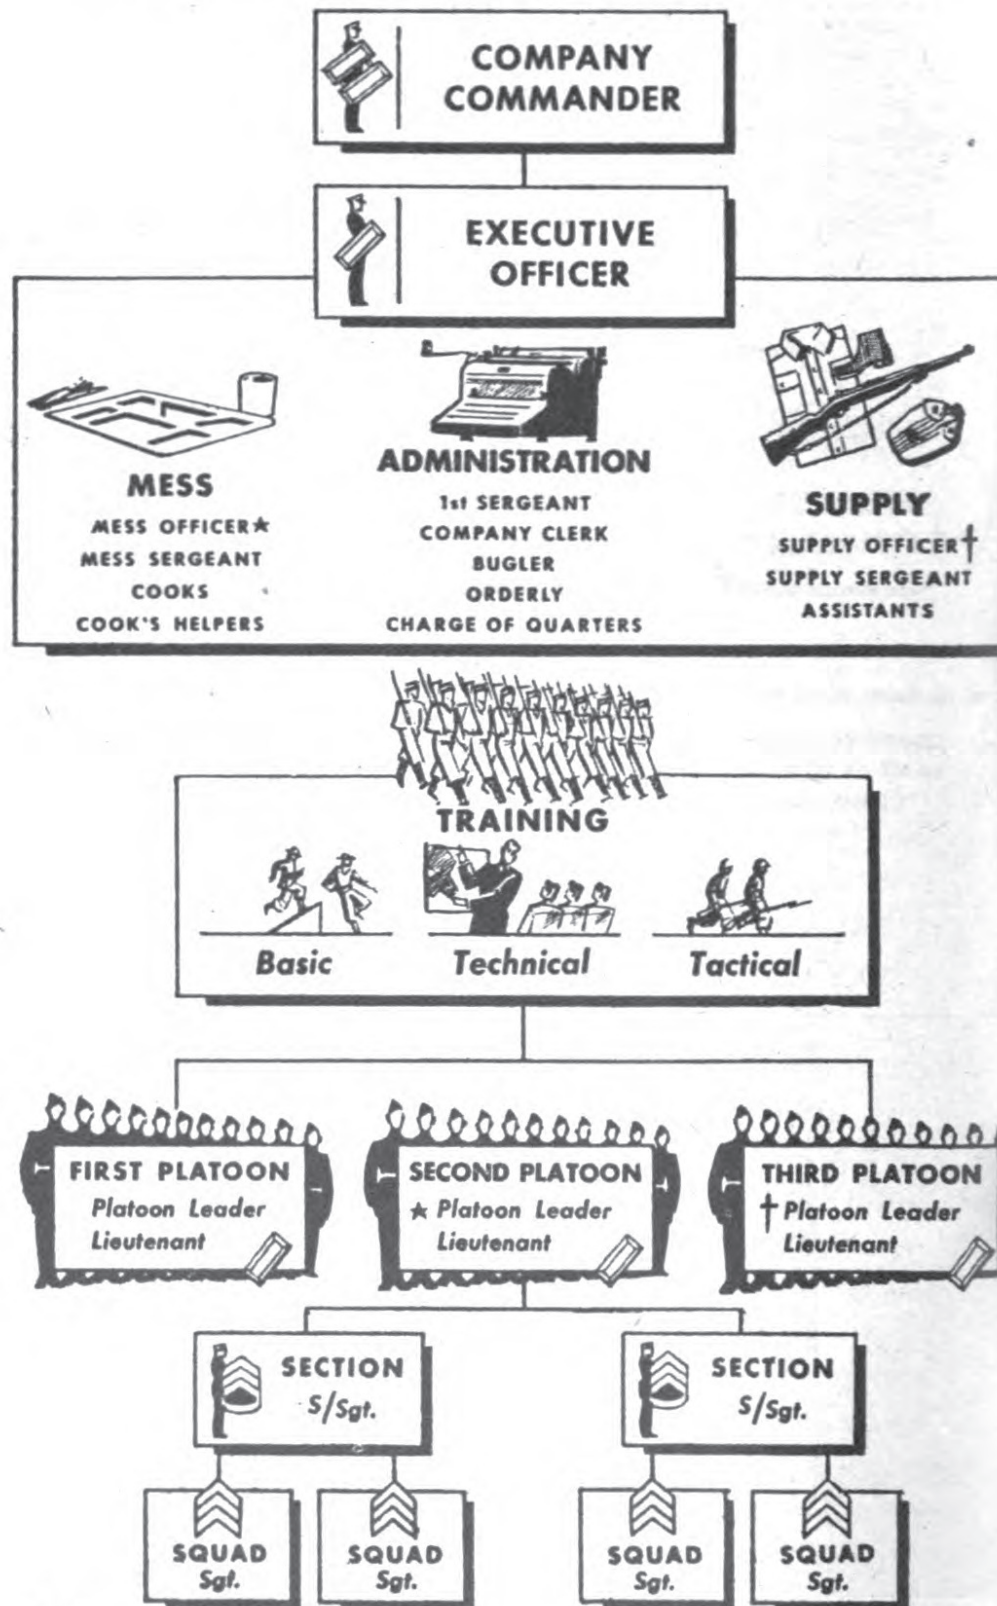 COMPANY
COMMANDER
EXECUTIVE
OFFICER
MESS
MESS OFFICER★
MESS SERGEANT
COOKS
COOK'S HELPERS
ADMINISTRATION
1st SERGEANT
COMPANY CLERK
BUGLER
ORDERLY
CHARGE OF QUARTERS
SUPPLY
SUPPLY OFFICER†
SUPPLY SERGEANT
ASSISTANTS
TRAINING
Basic
Technical
Tactical
FIRST PLATOON
Platoon Leader
Lieutenant
SECOND PLATOON
★ Platoon Leader
Lieutenant
THIRD PLATOON
† Platoon Leader
Lieutenant
SECTION
S/Sgt.
SECTION
S/Sgt.
SQUAD
Sgt.
SQUAD
Sgt.
SQUAD
Sgt.
SQUAD
Sgt.